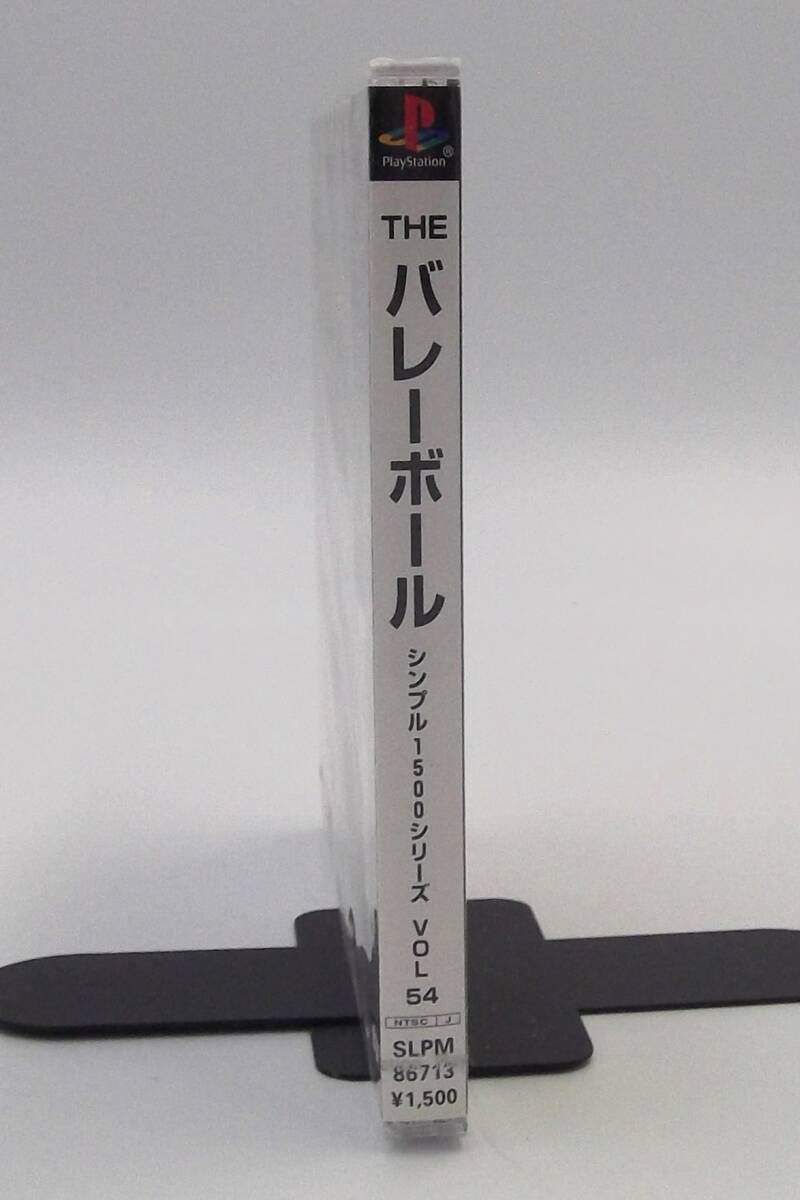 PlayStation®
THE
バレーボール
シンプル1500シリーズ VOL
54
NTSC J
SLPM
86713
¥1,500